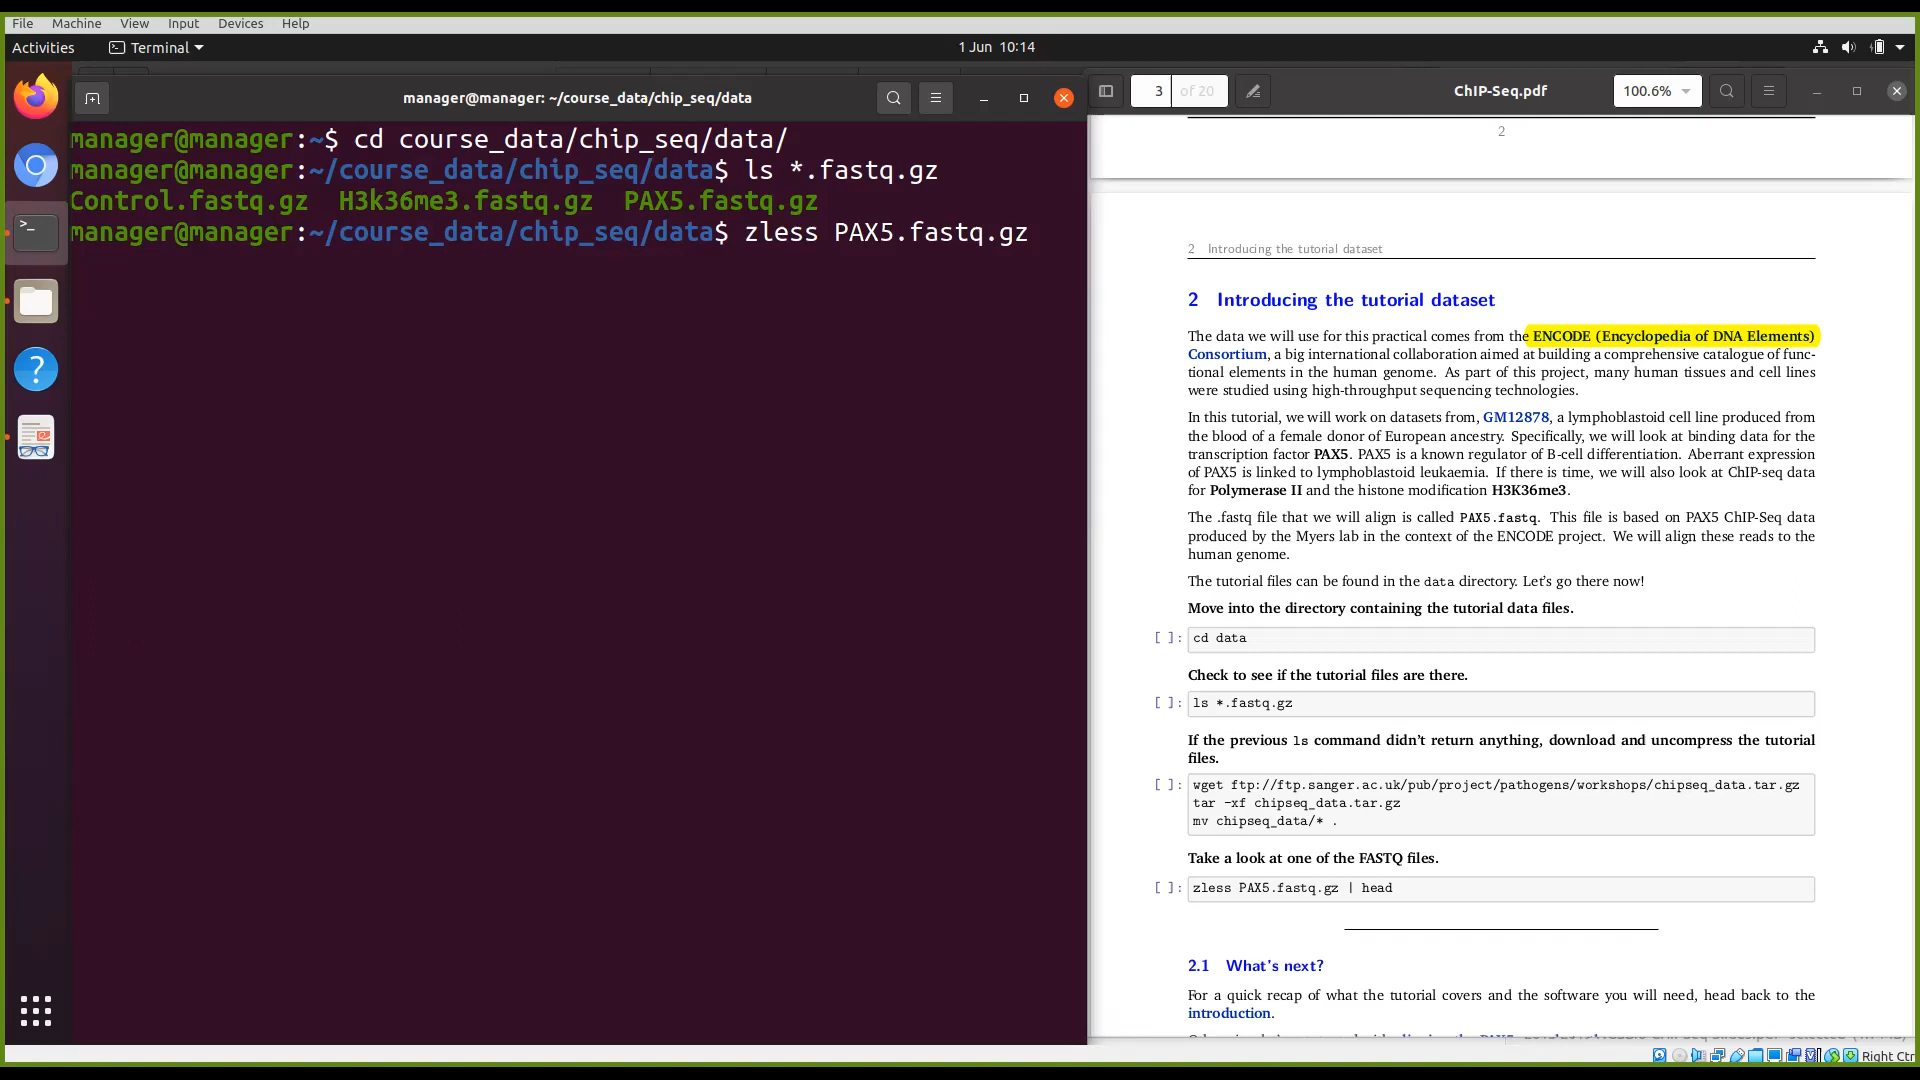 File Machine View Input Devices Help
Activities Terminal 1 Jun 10:14
manager@manager: ~/course_data/chip_seq/data
manager@manager:~$ cd course_data/chip_seq/data/
manager@manager:~/course_data/chip_seq/data$ ls *.fastq.gz
Control.fastq.gz H3k36me3.fastq.gz PAX5.fastq.gz
manager@manager:~/course_data/chip_seq/data$ zless PAX5.fastq.gz
3 of 20 ChIP-Seq.pdf 100.6%
2
2 Introducing the tutorial dataset
2 Introducing the tutorial dataset
The data we will use for this practical comes from the ENCODE (Encyclopedia of DNA Elements)
Consortium, a big international collaboration aimed at building a comprehensive catalogue of func-
tional elements in the human genome. As part of this project, many human tissues and cell lines
were studied using high-throughput sequencing technologies.
In this tutorial, we will work on datasets from, GM12878, a lymphoblastoid cell line produced from
the blood of a female donor of European ancestry. Specifically, we will look at binding data for the
transcription factor PAX5. PAX5 is a known regulator of B-cell differentiation. Aberrant expression
of PAX5 is linked to lymphoblastoid leukaemia. If there is time, we will also look at ChIP-seq data
for Polymerase II and the histone modification H3K36me3.
The .fastq file that we will align is called PAX5.fastq. This file is based on PAX5 ChIP-Seq data
produced by the Myers lab in the context of the ENCODE project. We will align these reads to the
human genome.
The tutorial files can be found in the data directory. Let's go there now!
Move into the directory containing the tutorial data files.
[ ]: cd data
Check to see if the tutorial files are there.
[ ]: ls *.fastq.gz
If the previous ls command didn't return anything, download and uncompress the tutorial
files.
[ ]: wget ftp://ftp.sanger.ac.uk/pub/project/pathogens/workshops/chipseq_data.tar.gz
tar -xf chipseq_data.tar.gz
mv chipseq_data/* .
Take a look at one of the FASTQ files.
[ ]: zless PAX5.fastq.gz | head
2.1 What's next?
For a quick recap of what the tutorial covers and the software you will need, head back to the
introduction.
Right Ctr